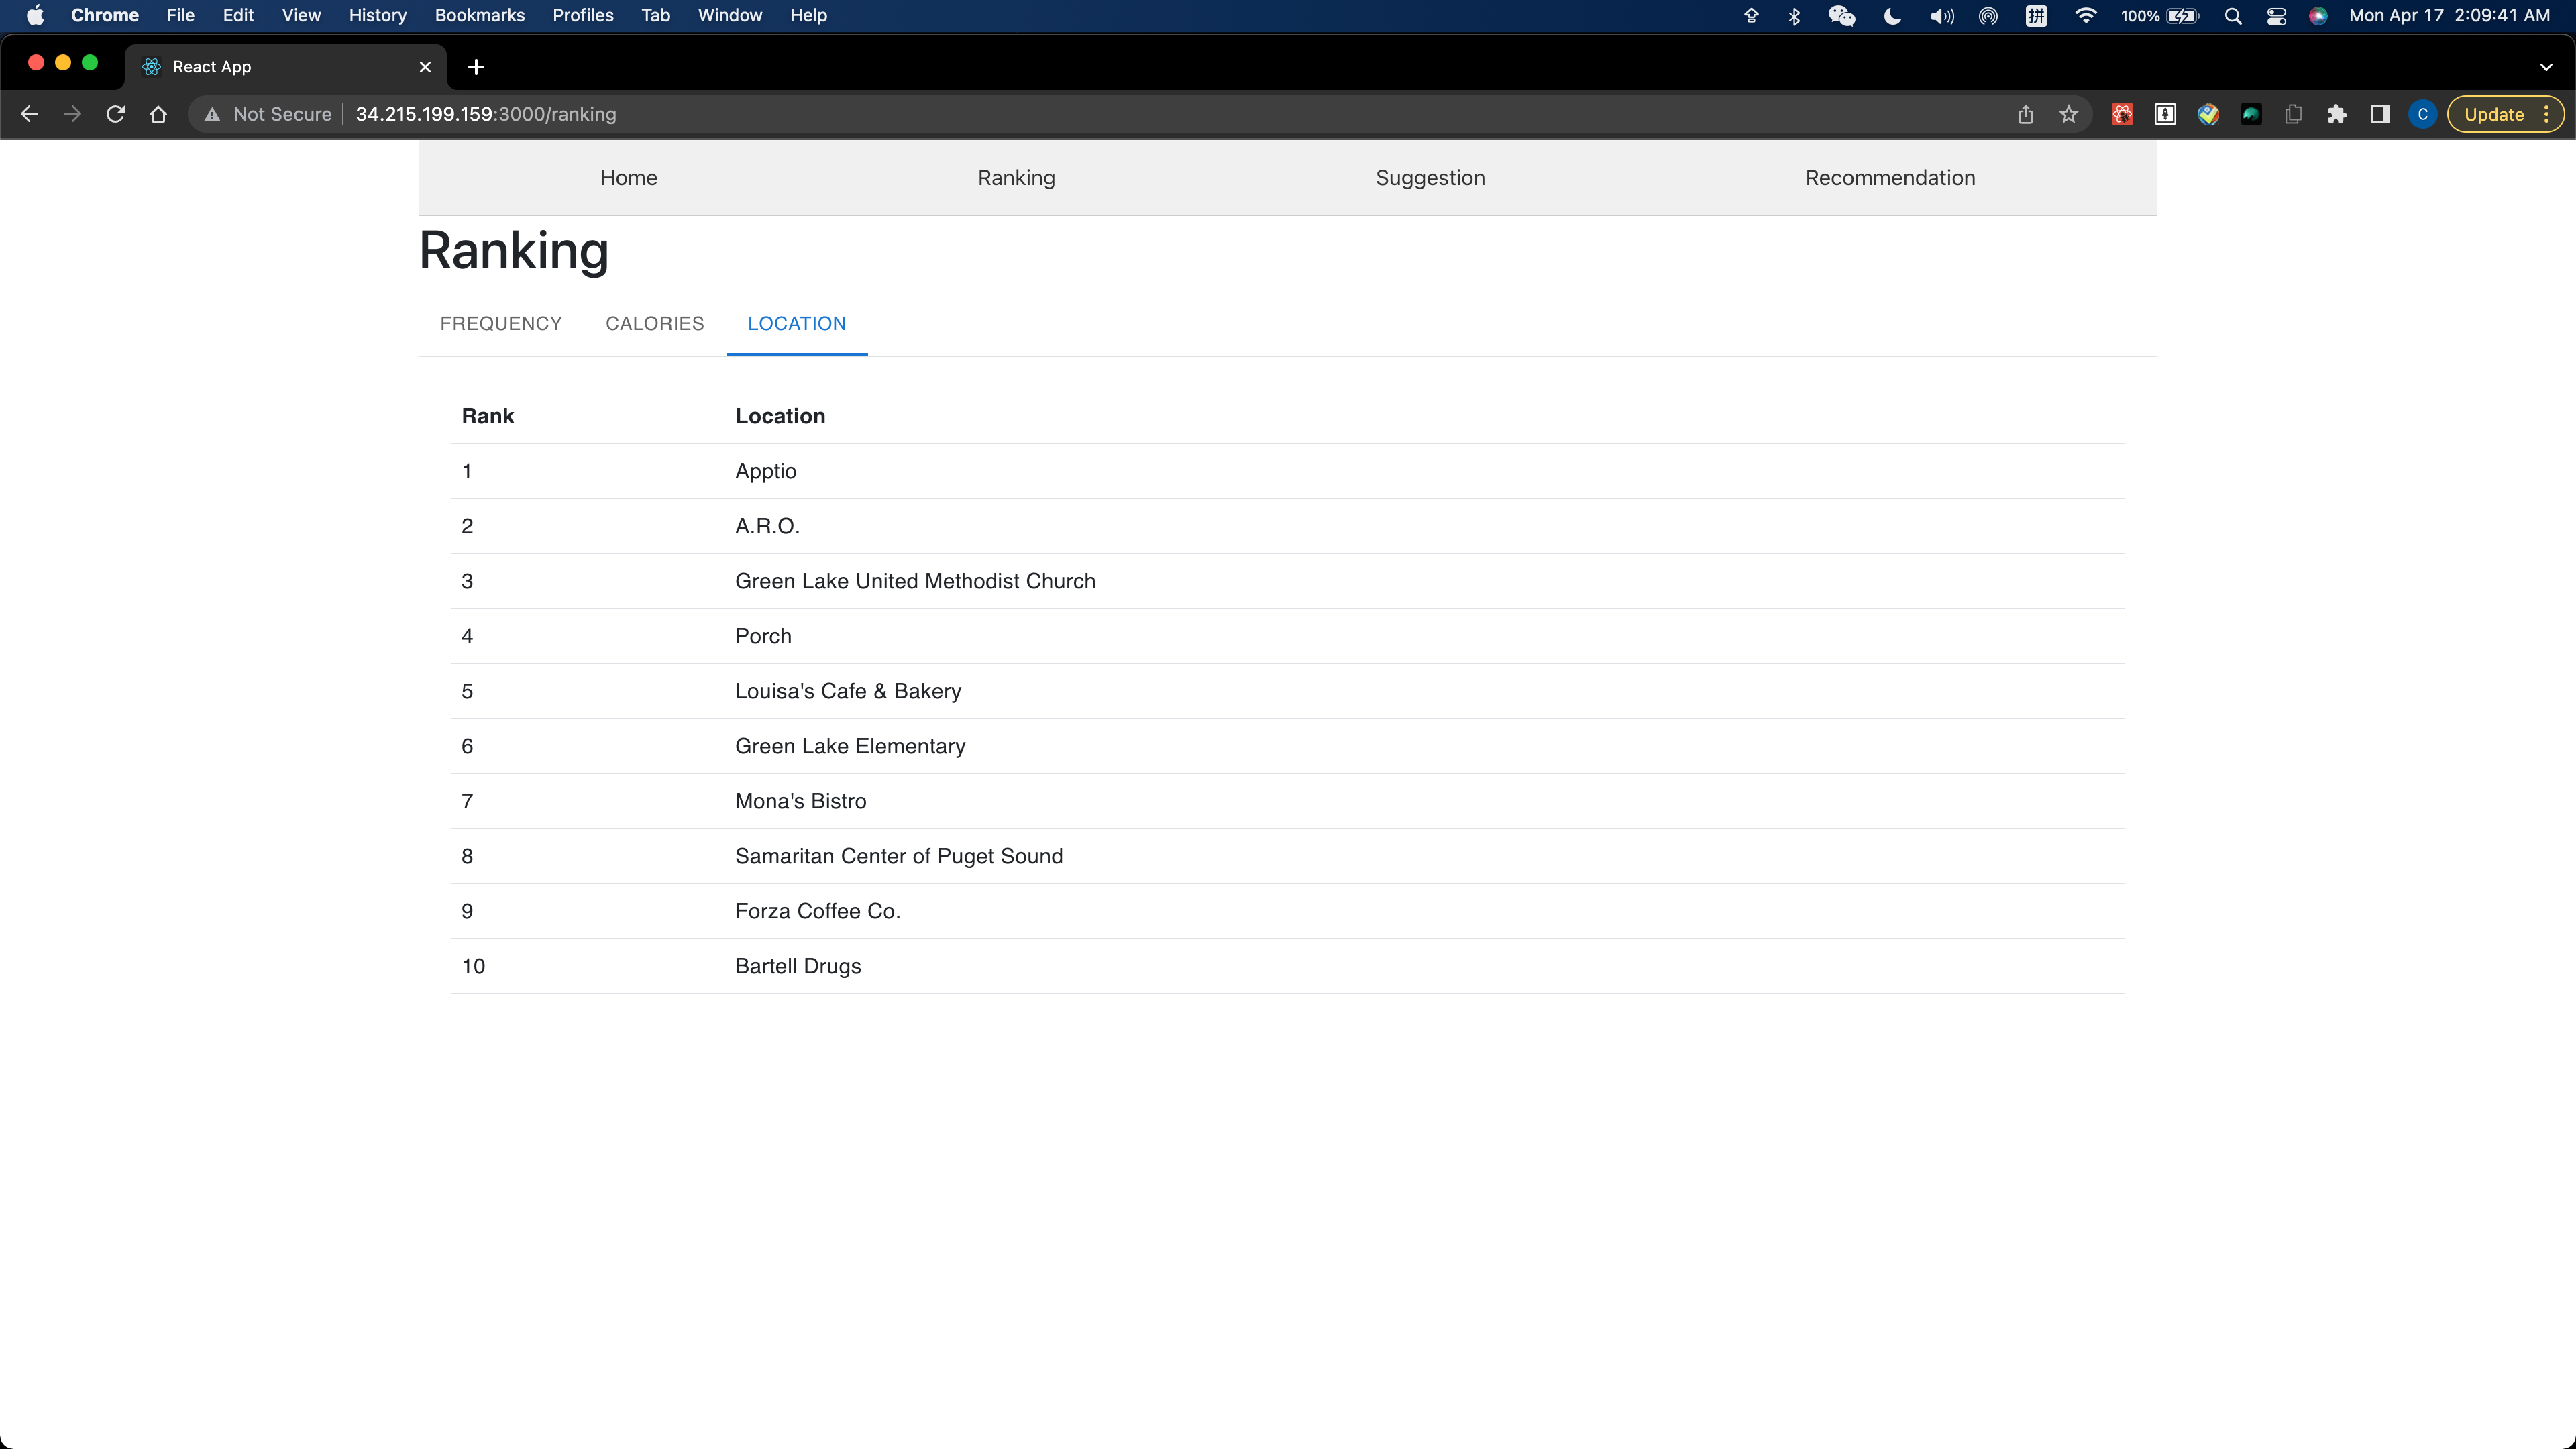 Chrome File Edit View History Bookmarks Profiles Tab Window Help 拼 100% Mon Apr 17 2:09:41 AM
React App
Not Secure 34.215.199.159:3000/ranking C Update
Home Ranking Suggestion Recommendation
Ranking
FREQUENCY CALORIES LOCATION
Rank Location
1 Apptio
2 A.R.O.
3 Green Lake United Methodist Church
4 Porch
5 Louisa's Cafe & Bakery
6 Green Lake Elementary
7 Mona's Bistro
8 Samaritan Center of Puget Sound
9 Forza Coffee Co.
10 Bartell Drugs